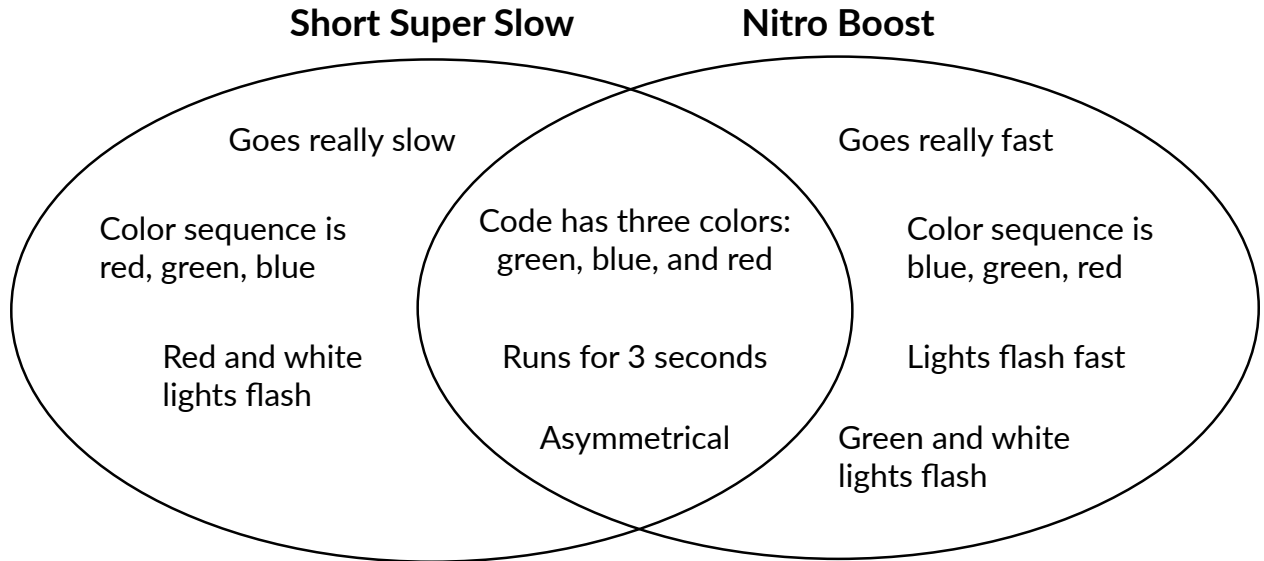 Short Super Slow
Nitro Boost
Goes really slow
Color sequence is
red, green, blue
Red and white
lights flash
Code has three colors:
green, blue, and red
Runs for 3 seconds
Asymmetrical
Goes really fast
Color sequence is
blue, green, red
Lights flash fast
Green and white
lights flash